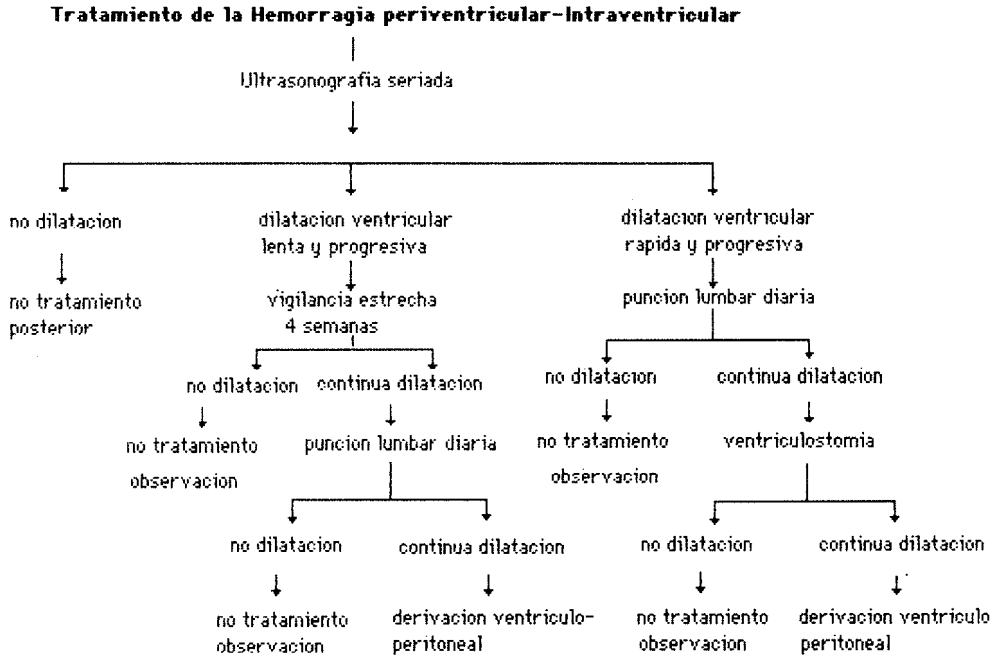 Tratamiento de la Hemorragia periventricular-Intraventricular
Ultrasonografia seriada
no dilatacion
dilatacion ventricular
lenta y progresiva
dilatacion ventricular
rapida y progresiva
no tratamiento
posterior
vigilancia estrecha
4 semanas
puncion lumbar diaria
no dilatacion
continua dilatacion
no dilatacion
continua dilatacion
no tratamiento
observacion
puncion lumbar diaria
no tratamiento
observacion
ventriculostomia
no dilatacion
continua dilatacion
no dilatacion
continua dilatacion
no tratamiento
observacion
derivacion ventriculo-
peritoneal
no tratamiento
observacion
derivacion ventriculo
peritoneal